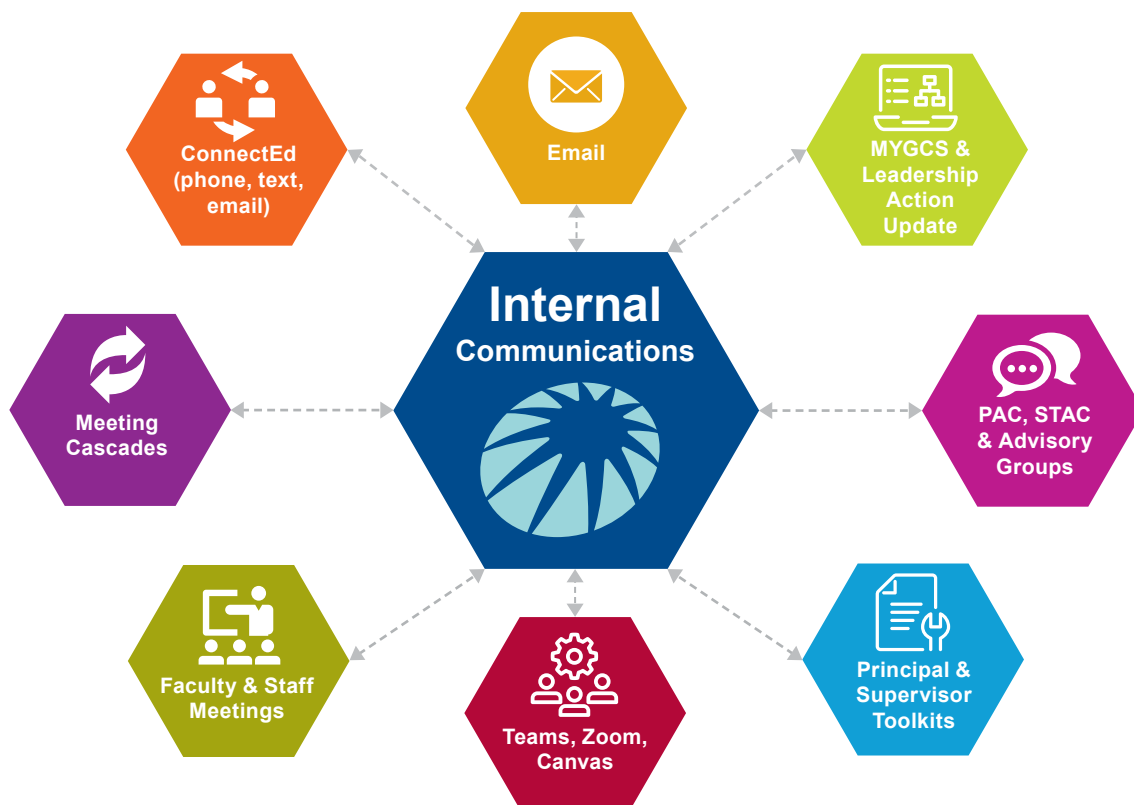 Email
ConnectEd
(phone, text,
email)
MYGCS &
Leadership
Action
Update
Internal
Communications
Meeting
Cascades
PAC, STAC
& Advisory
Groups
Faculty & Staff
Meetings
Teams, Zoom,
Canvas
Principal &
Supervisor
Toolkits